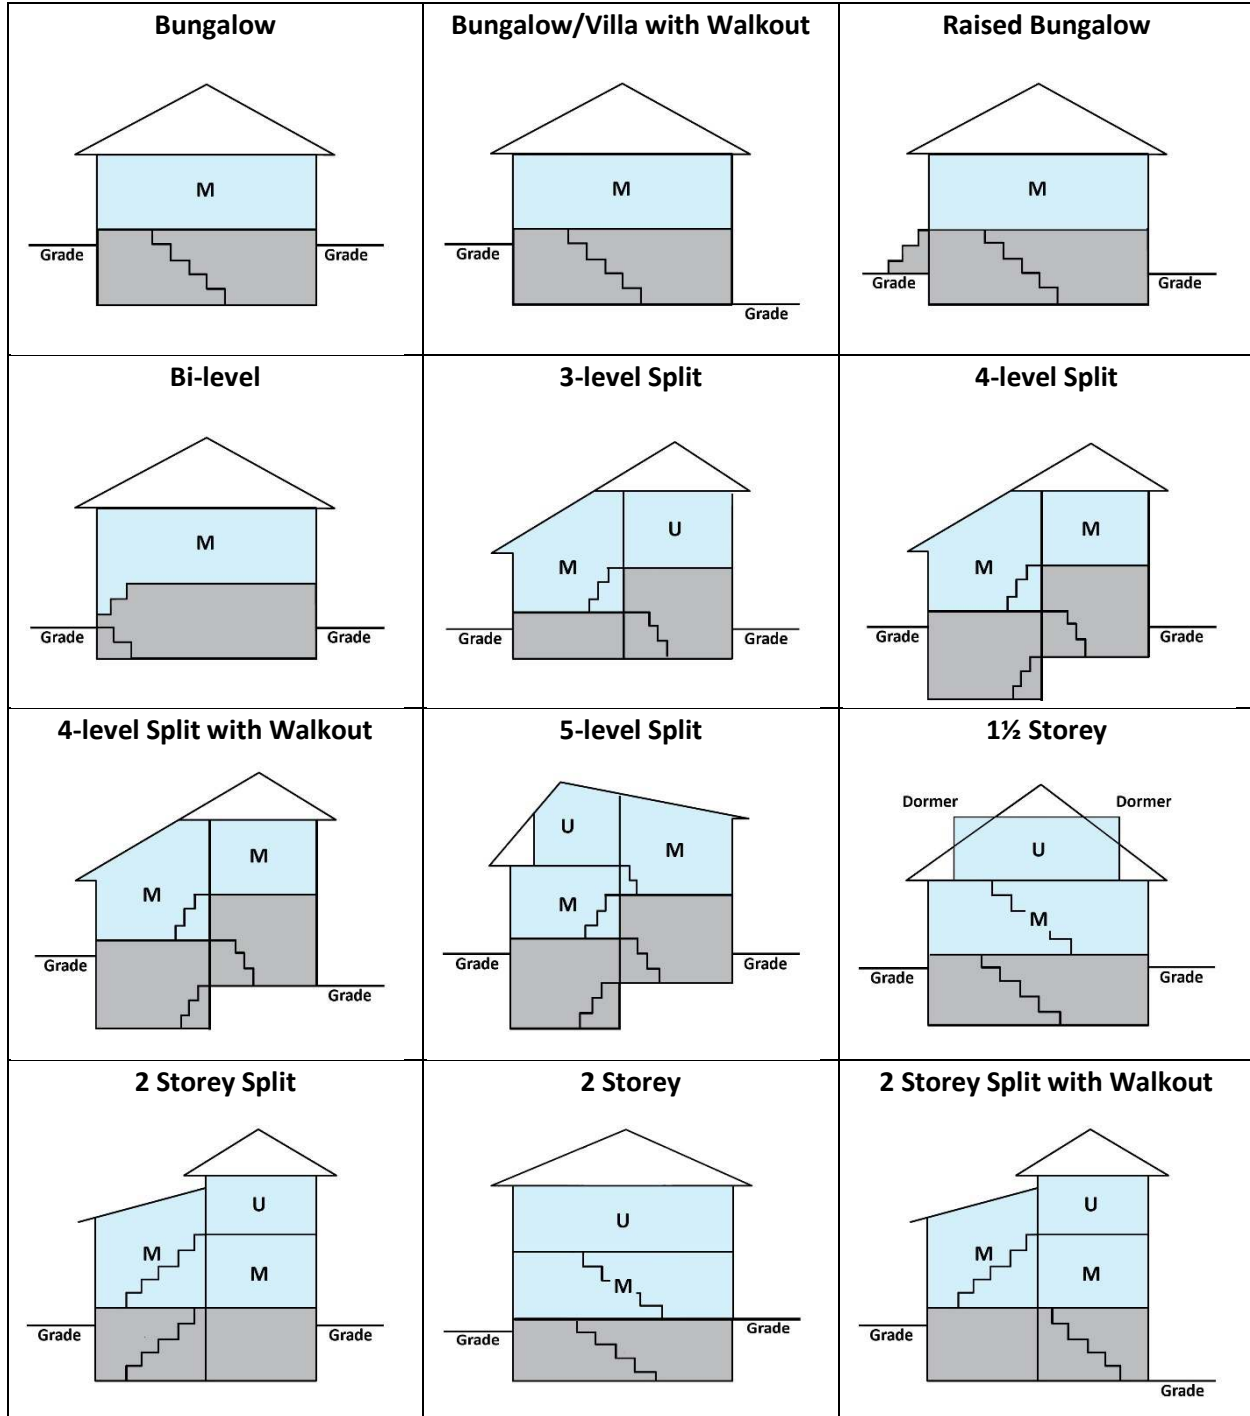 Bungalow
M
Grade
Grade
Bungalow/Villa with Walkout
M
Grade
Grade
Raised Bungalow
M
Grade
Grade
Bi-level
M
Grade
Grade
3-level Split
U
M
Grade
Grade
4-level Split
M
M
Grade
Grade
4-level Split with Walkout
M
M
Grade
Grade
5-level Split
U
M
M
Grade
Grade
1½ Storey
Dormer
Dormer
U
M
Grade
Grade
2 Storey Split
U
M
M
Grade
Grade
2 Storey
U
M
Grade
Grade
2 Storey Split with Walkout
U
M
M
Grade
Grade